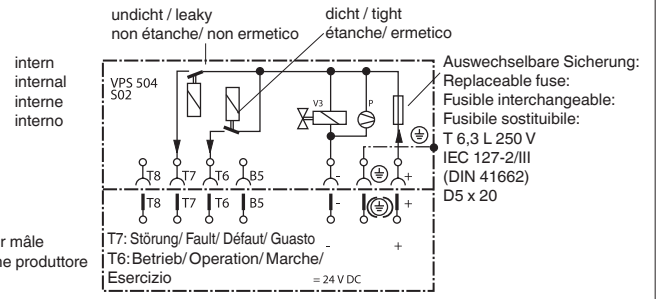 undicht / leaky
non étanche/ non ermetico
dicht / tight
étanche/ ermetico
intern
internal
interne
interno
VPS 504
S02
V3
P
Auswechselbare Sicherung:
Replaceable fuse:
Fusible interchangeable:
Fusibile sostituibile:
T 6,3 L 250 V
IEC 127-2/III
(DIN 41662)
D5 x 20
T8 T7 T6 B5 - +
T8 T7 T6 B5 - +
r mâle
ne produttore
T7: Störung/ Fault/ Défaut/ Guasto
- +
T6: Betrieb/ Operation/ Marche/
Esercizio
= 24 V DC